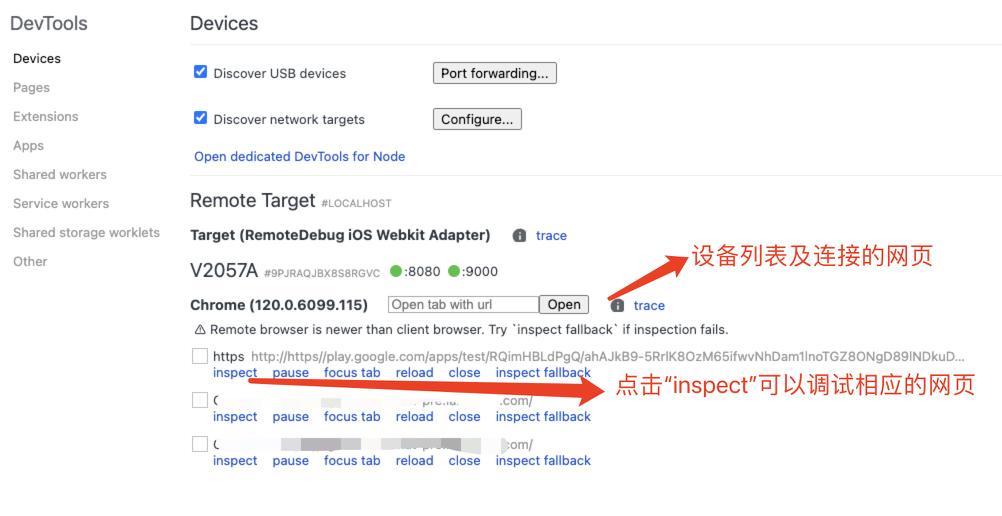 DevTools
Devices
Pages
Extensions
Apps
Shared workers
Service workers
Shared storage worklets
Other
Devices
Discover USB devices
Port forwarding...
Discover network targets
Configure...
Open dedicated DevTools for Node
Remote Target #LOCALHOST
Target (RemoteDebug iOS Webkit Adapter) trace
V2057A #9PJRAQJBX8S8RGVC :8080 :9000
设备列表及连接的网页
Chrome (120.0.6099.115) Open tab with url Open trace
⚠ Remote browser is newer than client browser. Try `inspect fallback` if inspection fails.
https http://https//play.google.com/apps/test/RQimHBLdPgQ/ahAJkB9-5RrlK8OzM65ifwvNhDam1lnoTGZ8ONgD89lNDkuD...
inspect pause focus tab reload close inspect fallback
点击“inspect”可以调试相应的网页
.com/
inspect pause focus tab reload close inspect fallback
.com/
inspect pause focus tab reload close inspect fallback